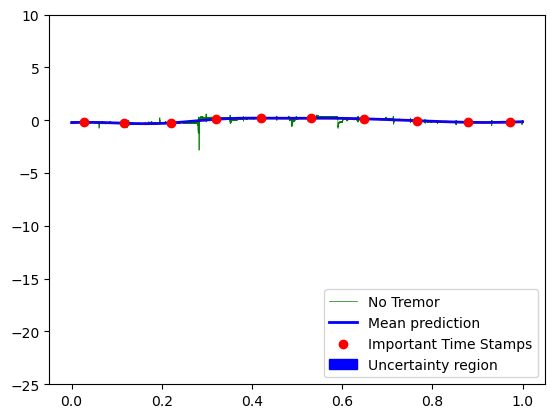 10
5
0
−5
−10
−15
−20
−25
0.0 0.2 0.4 0.6 0.8 1.0
No Tremor
Mean prediction
Important Time Stamps
Uncertainty region